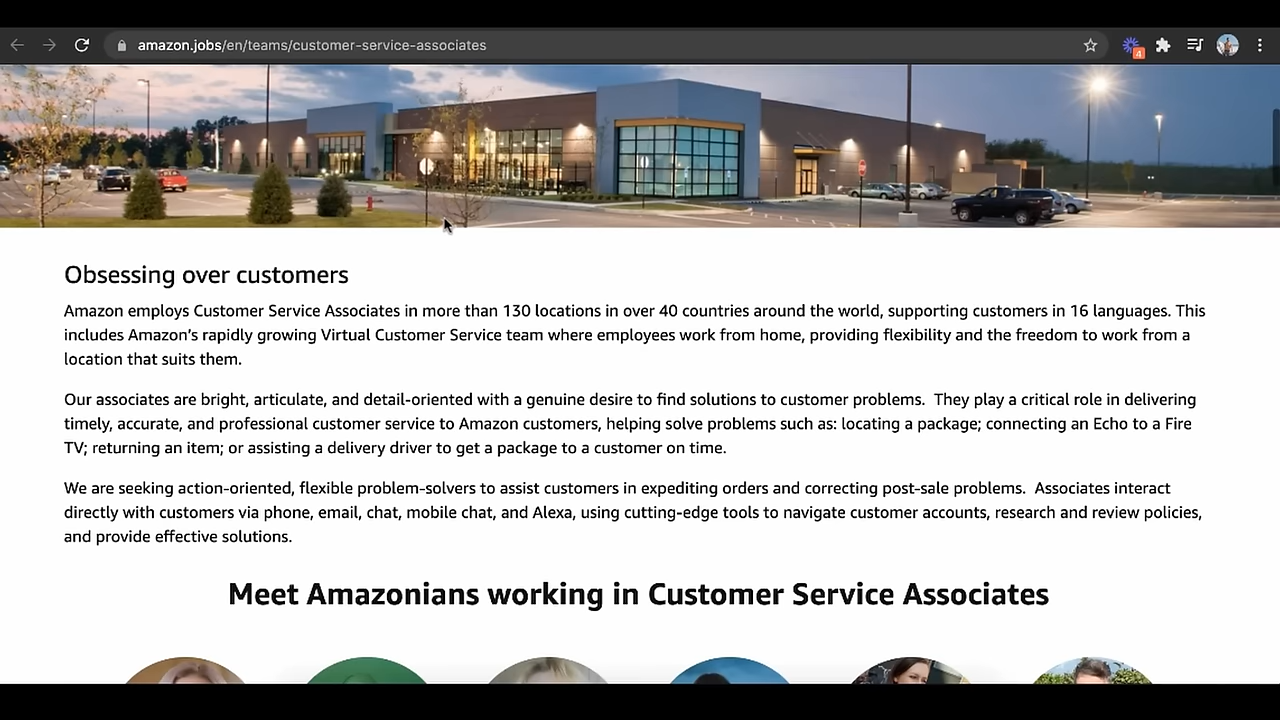 amazon.jobs/en/teams/customer-service-associates
4
Obsessing over customers
Amazon employs Customer Service Associates in more than 130 locations in over 40 countries around the world, supporting customers in 16 languages. This
includes Amazon's rapidly growing Virtual Customer Service team where employees work from home, providing flexibility and the freedom to work from a
location that suits them.
Our associates are bright, articulate, and detail-oriented with a genuine desire to find solutions to customer problems.  They play a critical role in delivering
timely, accurate, and professional customer service to Amazon customers, helping solve problems such as: locating a package; connecting an Echo to a Fire
TV; returning an item; or assisting a delivery driver to get a package to a customer on time.
We are seeking action-oriented, flexible problem-solvers to assist customers in expediting orders and correcting post-sale problems.  Associates interact
directly with customers via phone, email, chat, mobile chat, and Alexa, using cutting-edge tools to navigate customer accounts, research and review policies,
and provide effective solutions.
Meet Amazonians working in Customer Service Associates